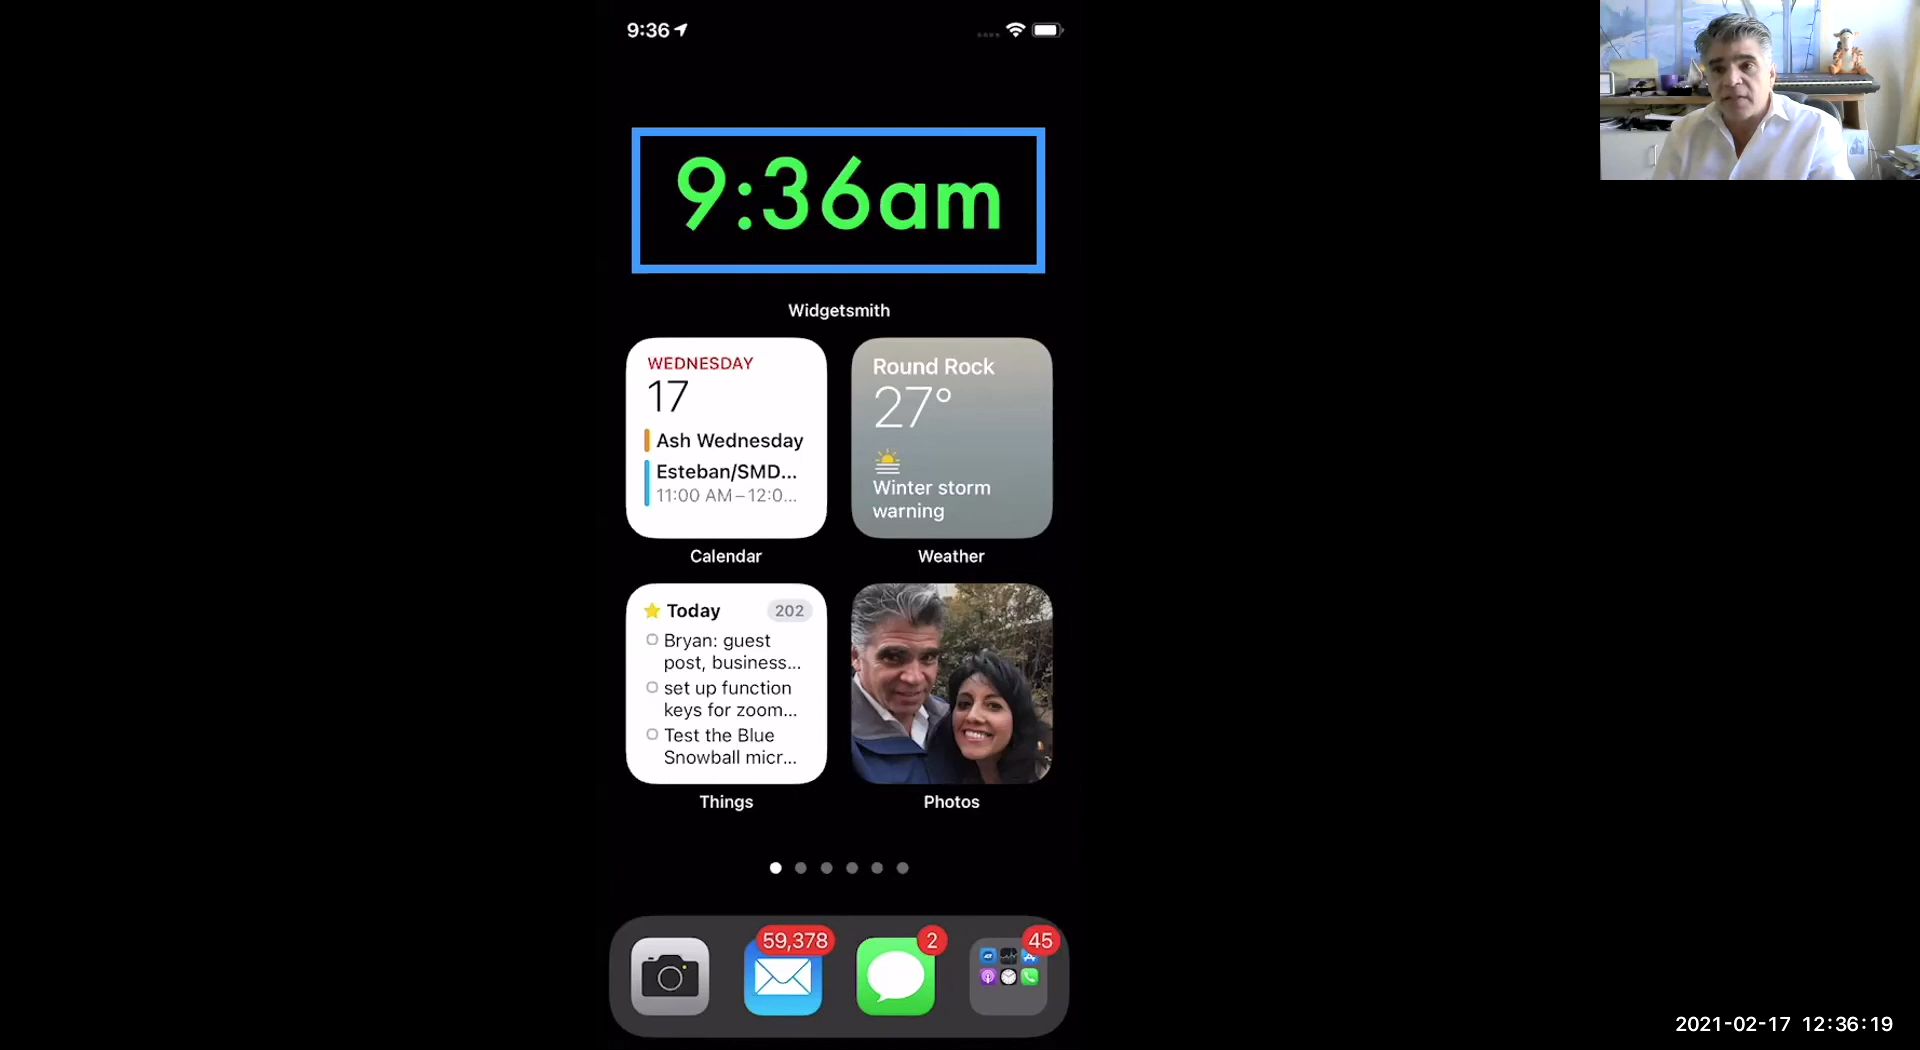 9:36
9:36am
Widgetsmith
WEDNESDAY
17
Ash Wednesday
Esteban/SMD...
11:00 AM–12:0...
Calendar
Round Rock
27°
Winter storm
warning
Weather
Today 202
Bryan: guest
post, business...
set up function
keys for zoom...
Test the Blue
Snowball micr...
Things
Photos
59,378
2
45
2021-02-17 12:36:19